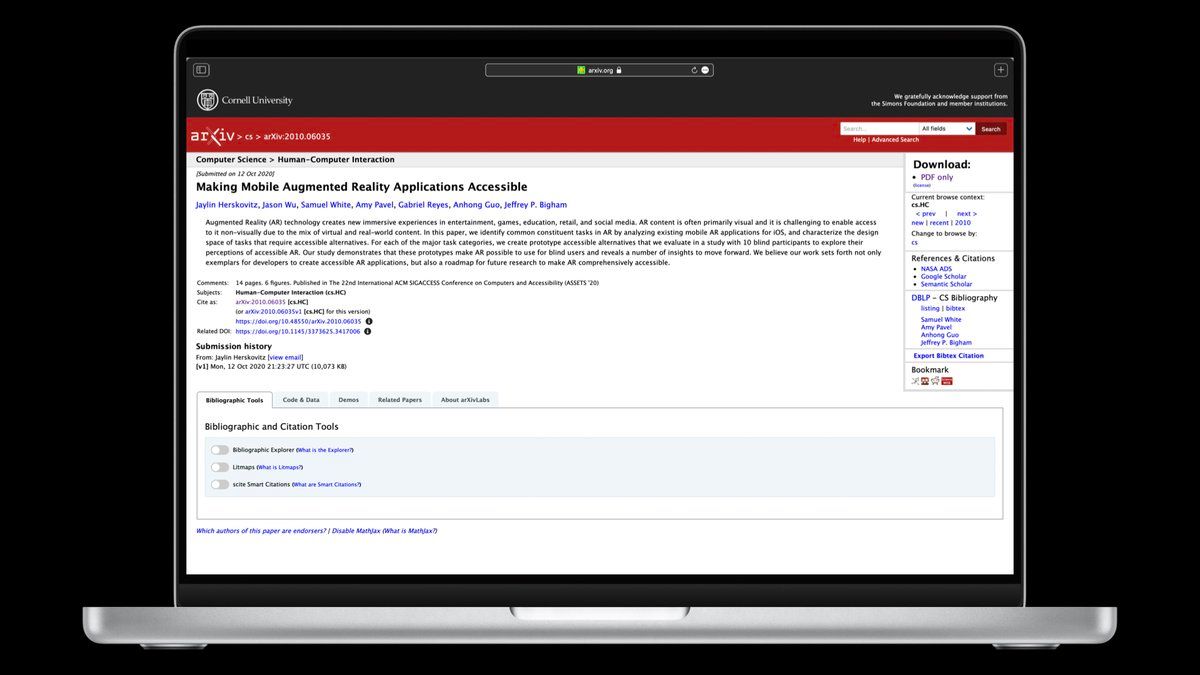 arxiv.org
Cornell University
We gratefully acknowledge support from
the Simons Foundation and member institutions.
arXiv > cs > arXiv:2010.06035
Search...
All fields
Search
Help | Advanced Search
Computer Science > Human-Computer Interaction
[Submitted on 12 Oct 2020]
Making Mobile Augmented Reality Applications Accessible
Jaylin Herskovitz, Jason Wu, Samuel White, Amy Pavel, Gabriel Reyes, Anhong Guo, Jeffrey P. Bigham
Augmented Reality (AR) technology creates new immersive experiences in entertainment, games, education, retail, and social media. AR content is often primarily visual and it is challenging to enable access
to it non-visually due to the mix of virtual and real-world content. In this paper, we identify common constituent tasks in AR by analyzing existing mobile AR applications for iOS, and characterize the design
space of tasks that require accessible alternatives. For each of the major task categories, we create prototype accessible alternatives that we evaluate in a study with 10 blind participants to explore their
perceptions of accessible AR. Our study demonstrates that these prototypes make AR possible to use for blind users and reveals a number of insights to move forward. We believe our work sets forth not only
exemplars for developers to create accessible AR applications, but also a roadmap for future research to make AR comprehensively accessible.
Comments: 14 pages, 6 figures. Published in The 22nd International ACM SIGACCESS Conference on Computers and Accessibility (ASSETS '20)
Subjects: Human-Computer Interaction (cs.HC)
Cite as: arXiv:2010.06035 [cs.HC]
(or arXiv:2010.06035v1 [cs.HC] for this version)
https://doi.org/10.48550/arXiv.2010.06035
Related DOI: https://doi.org/10.1145/3373625.3417006
Submission history
From: Jaylin Herskovitz [view email]
[v1] Mon, 12 Oct 2020 21:23:27 UTC (10,073 KB)
Download:
PDF only
(license)
Current browse context:
cs.HC
< prev | next >
new | recent | 2010
Change to browse by:
cs
References & Citations
NASA ADS
Google Scholar
Semantic Scholar
DBLP - CS Bibliography
listing | bibtex
Samuel White
Amy Pavel
Anhong Guo
Jeffrey P. Bigham
Export Bibtex Citation
Bookmark
Bibliographic Tools
Code & Data
Demos
Related Papers
About arXivLabs
Bibliographic and Citation Tools
Bibliographic Explorer (What is the Explorer?)
Litmaps (What is Litmaps?)
scite Smart Citations (What are Smart Citations?)
Which authors of this paper are endorsers? | Disable MathJax (What is MathJax?)